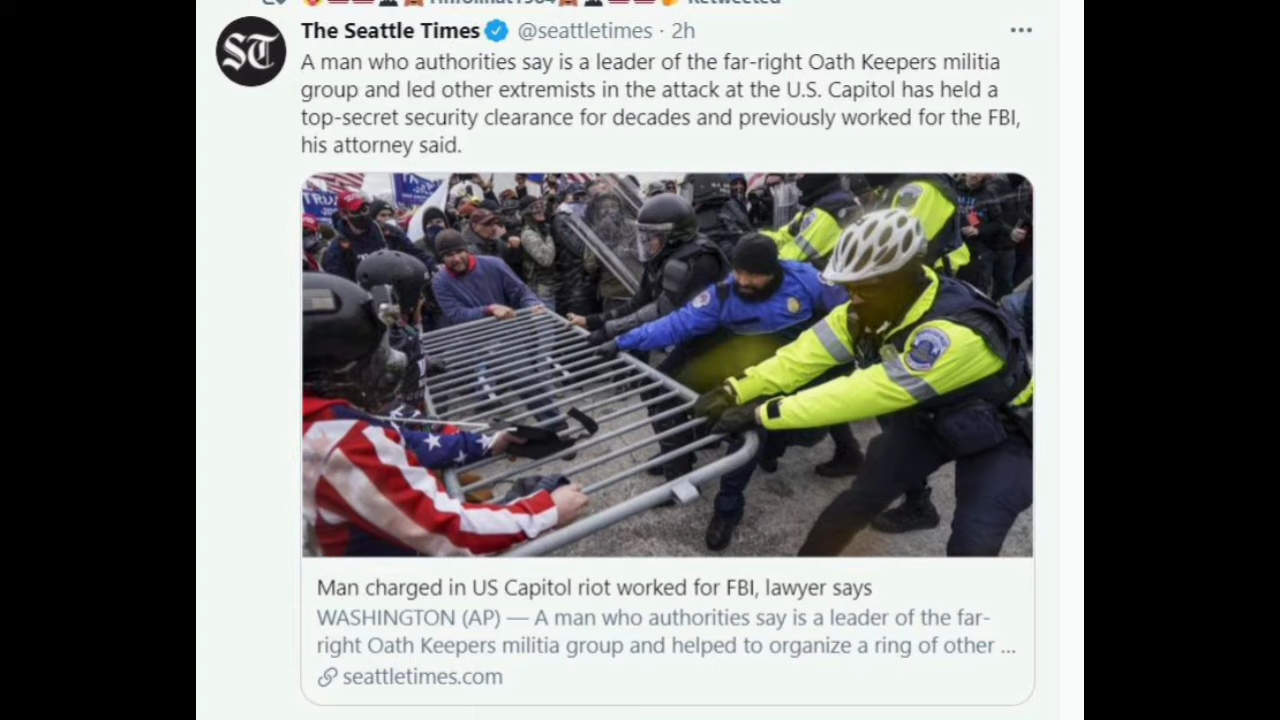 Retweeted
ST
The Seattle Times @seattletimes · 2h
A man who authorities say is a leader of the far-right Oath Keepers militia
group and led other extremists in the attack at the U.S. Capitol has held a
top-secret security clearance for decades and previously worked for the FBI,
his attorney said.
Man charged in US Capitol riot worked for FBI, lawyer says
WASHINGTON (AP) — A man who authorities say is a leader of the far-
right Oath Keepers militia group and helped to organize a ring of other ...
seattletimes.com